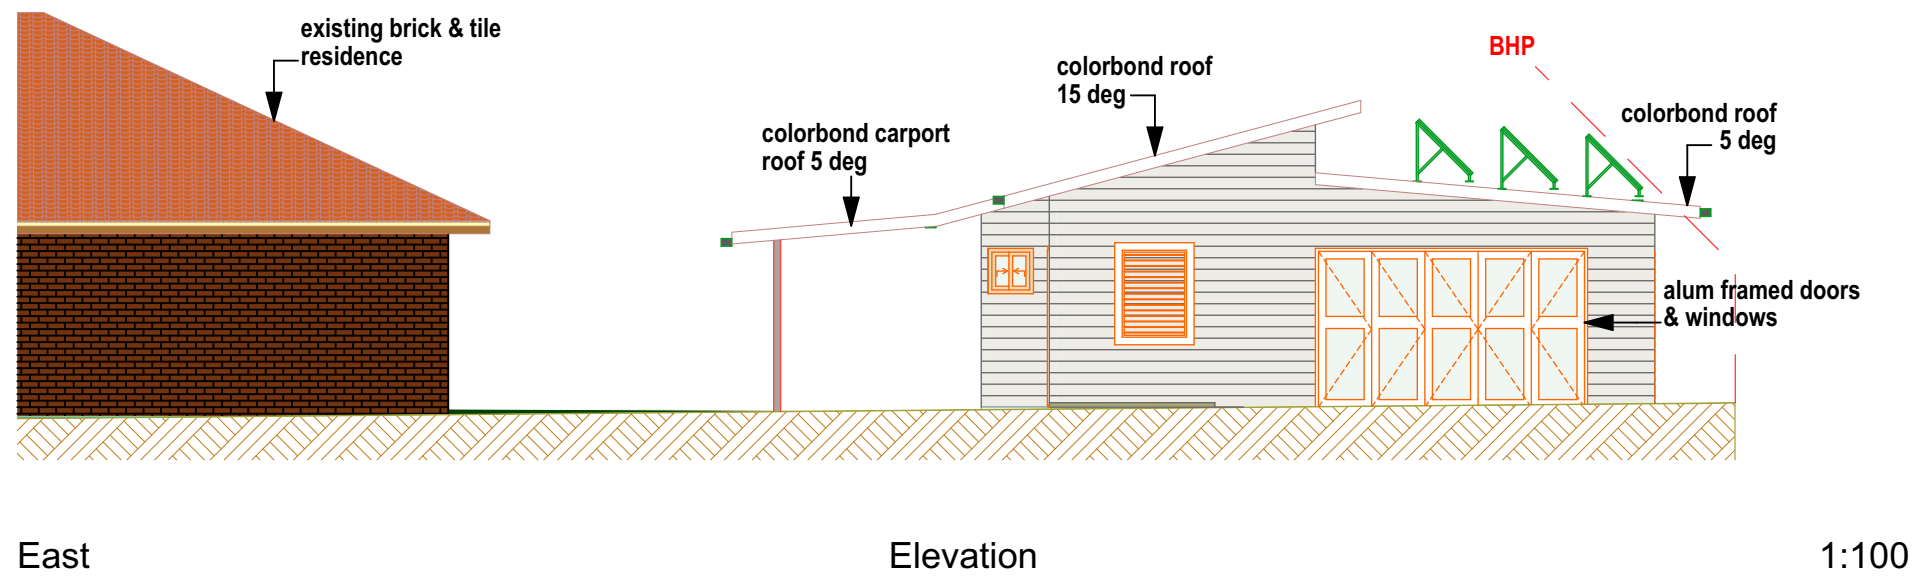 existing brick & tile
residence
colorbond carport
roof 5 deg
colorbond roof
15 deg
BHP
colorbond roof
5 deg
alum framed doors
& windows
East
Elevation
1:100